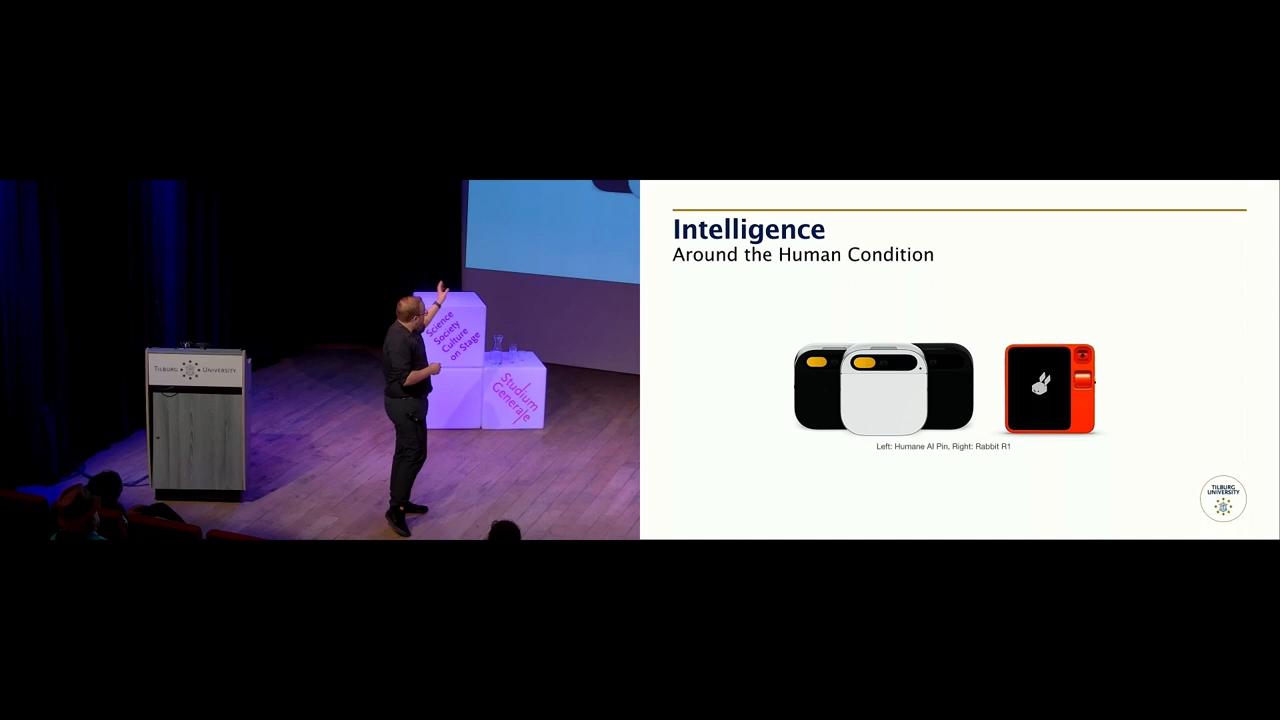 TILBURG UNIVERSITY
Science
Society
Culture
on Stage
Studium
Generale
Intelligence
Around the Human Condition
Left: Humane AI Pin, Right: Rabbit R1
TILBURG
UNIVERSITY